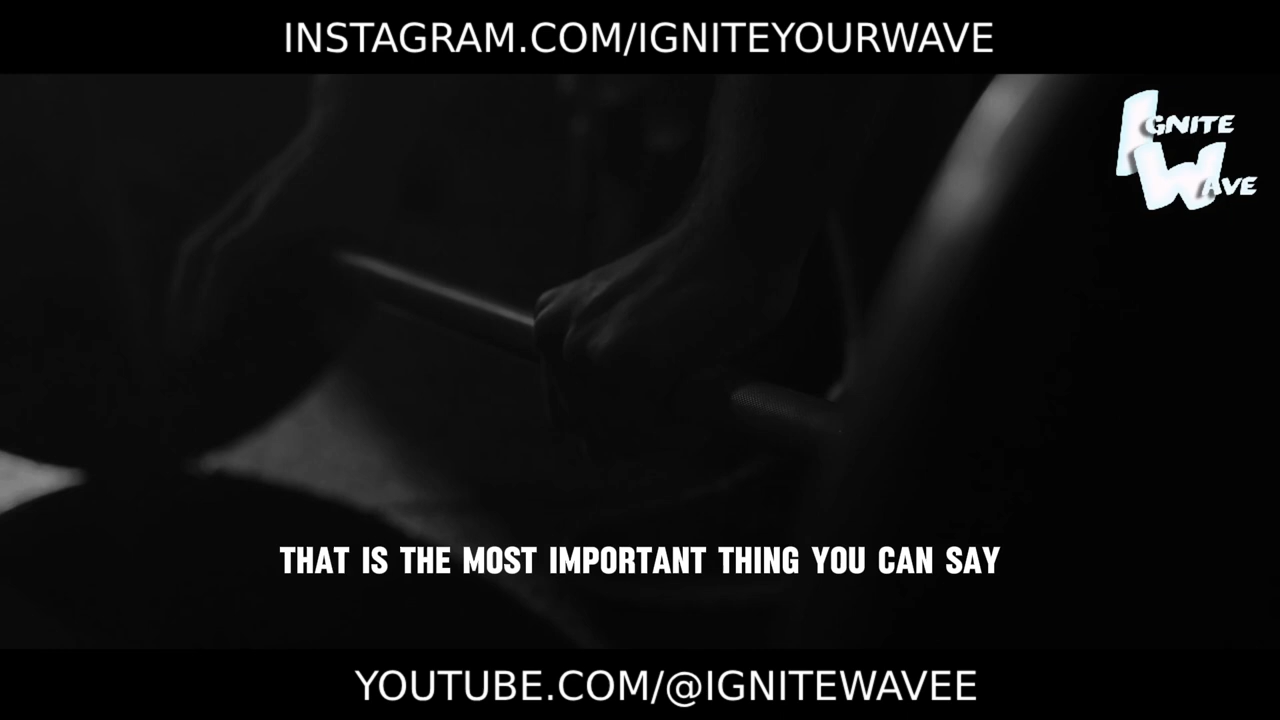 INSTAGRAM.COM/IGNITEYOURWAVE
IGNITE
WAVE
THAT IS THE MOST IMPORTANT THING YOU CAN SAY
YOUTUBE.COM/@IGNITEWAVEE